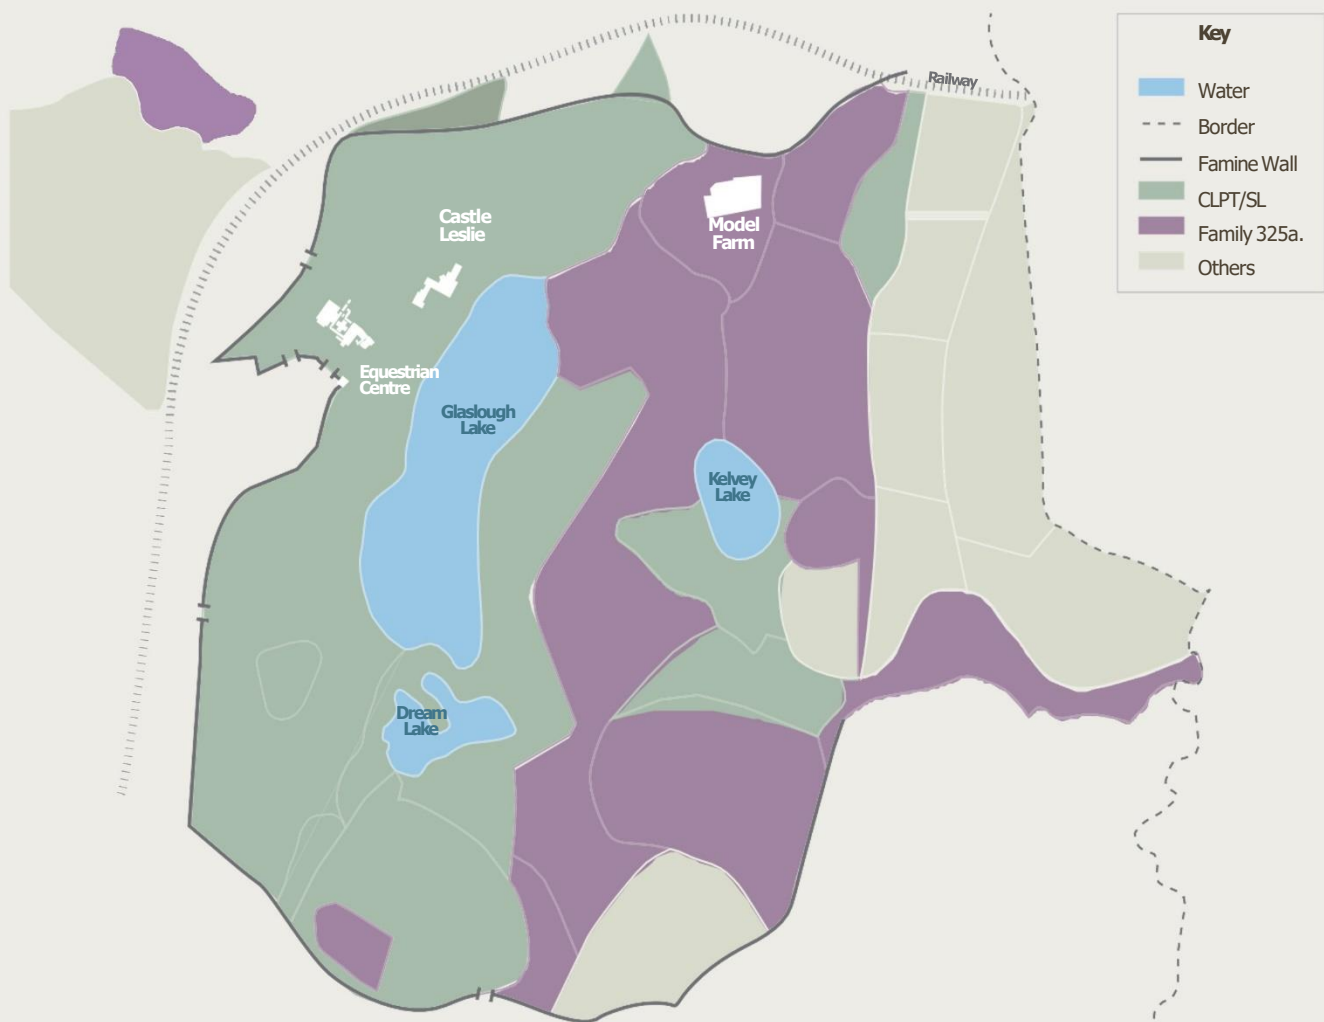 Key
Railway
Water
Border
Famine Wall
CLPT/SL
Family 325a.
Others
Castle
Leslie
Model
Farm
Equestrian
Centre
Glaslough
Lake
Kelvey
Lake
Dream
Lake